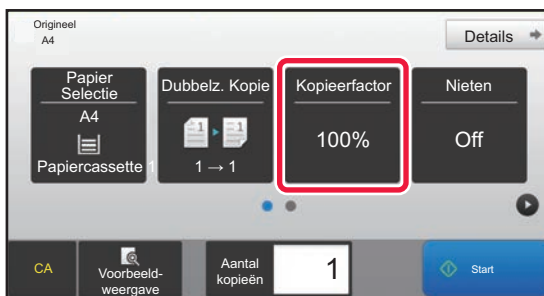 Origineel
A4
Details
Papier
Selectie
A4
Papiercassette 1
Dubbelz. Kopie
1 → 1
Kopieerfactor
100%
Nieten
Off
CA
Voorbeeld-
weergave
Aantal
kopieën
1
Start